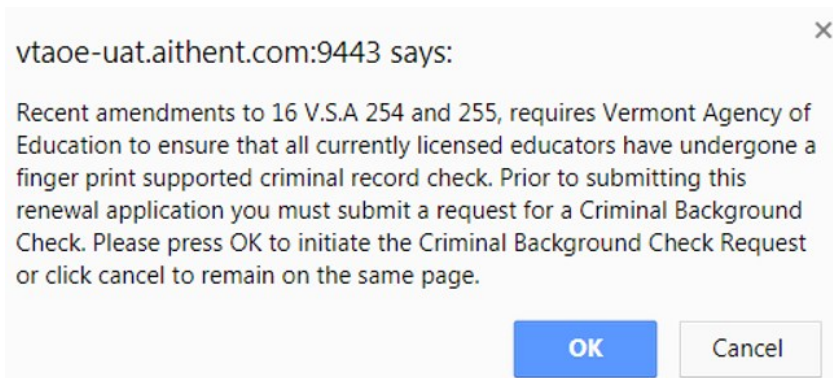 vtaoe-uat.aithent.com:9443 says:
Recent amendments to 16 V.S.A 254 and 255, requires Vermont Agency of
Education to ensure that all currently licensed educators have undergone a
finger print supported criminal record check. Prior to submitting this
renewal application you must submit a request for a Criminal Background
Check. Please press OK to initiate the Criminal Background Check Request
or click cancel to remain on the same page.
OK Cancel